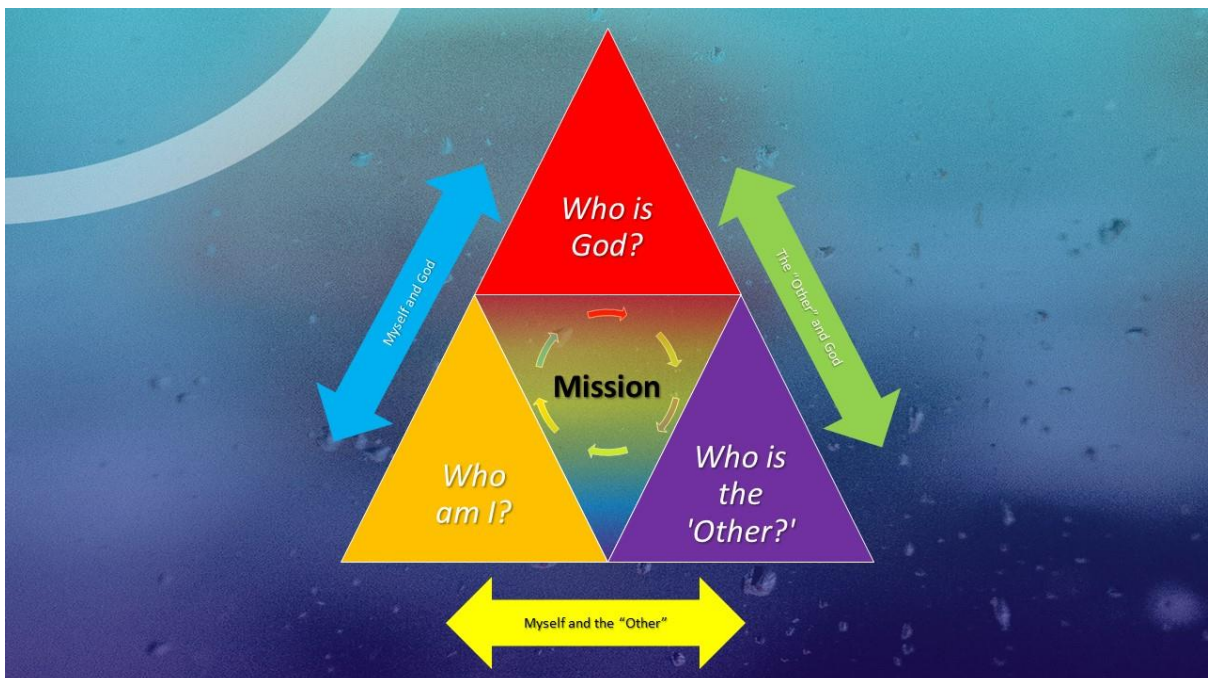 Who is
God?
Myself and God
The "Other" and God
Mission
Who
am I?
Who is
the
'Other?'
Myself and the “Other”